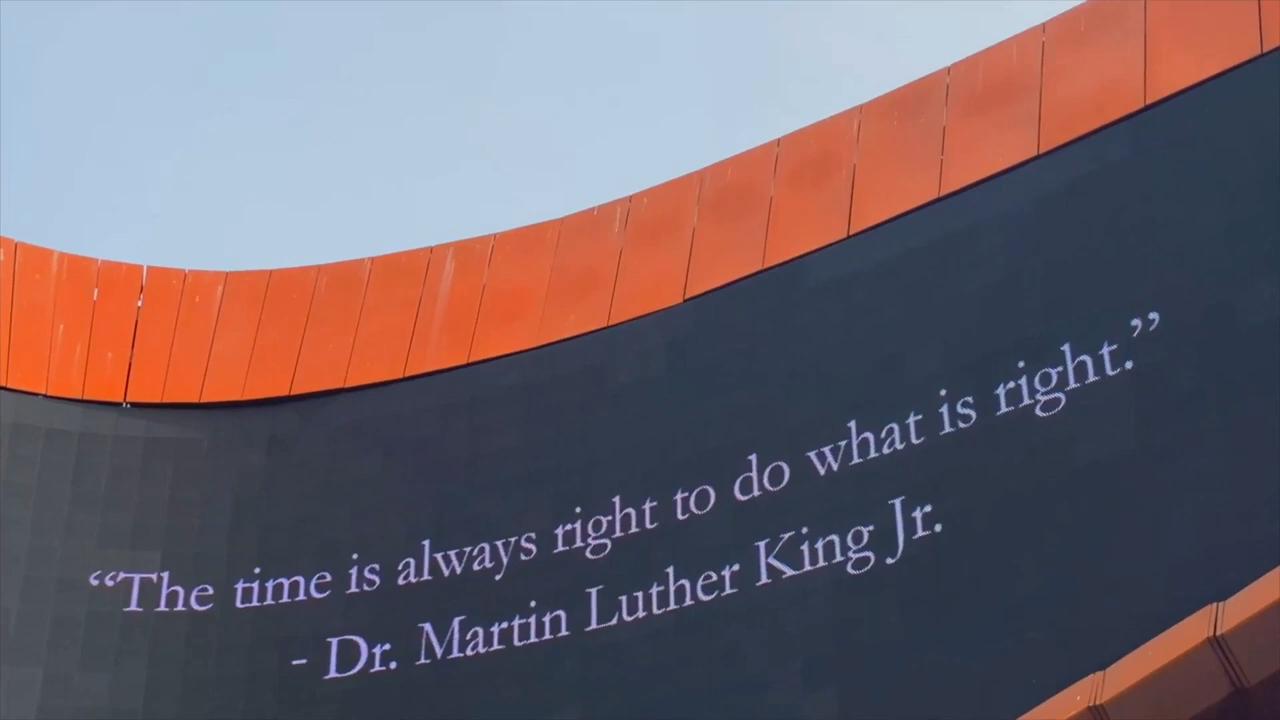 “The time is always right to do what is right.”
- Dr. Martin Luther King Jr.